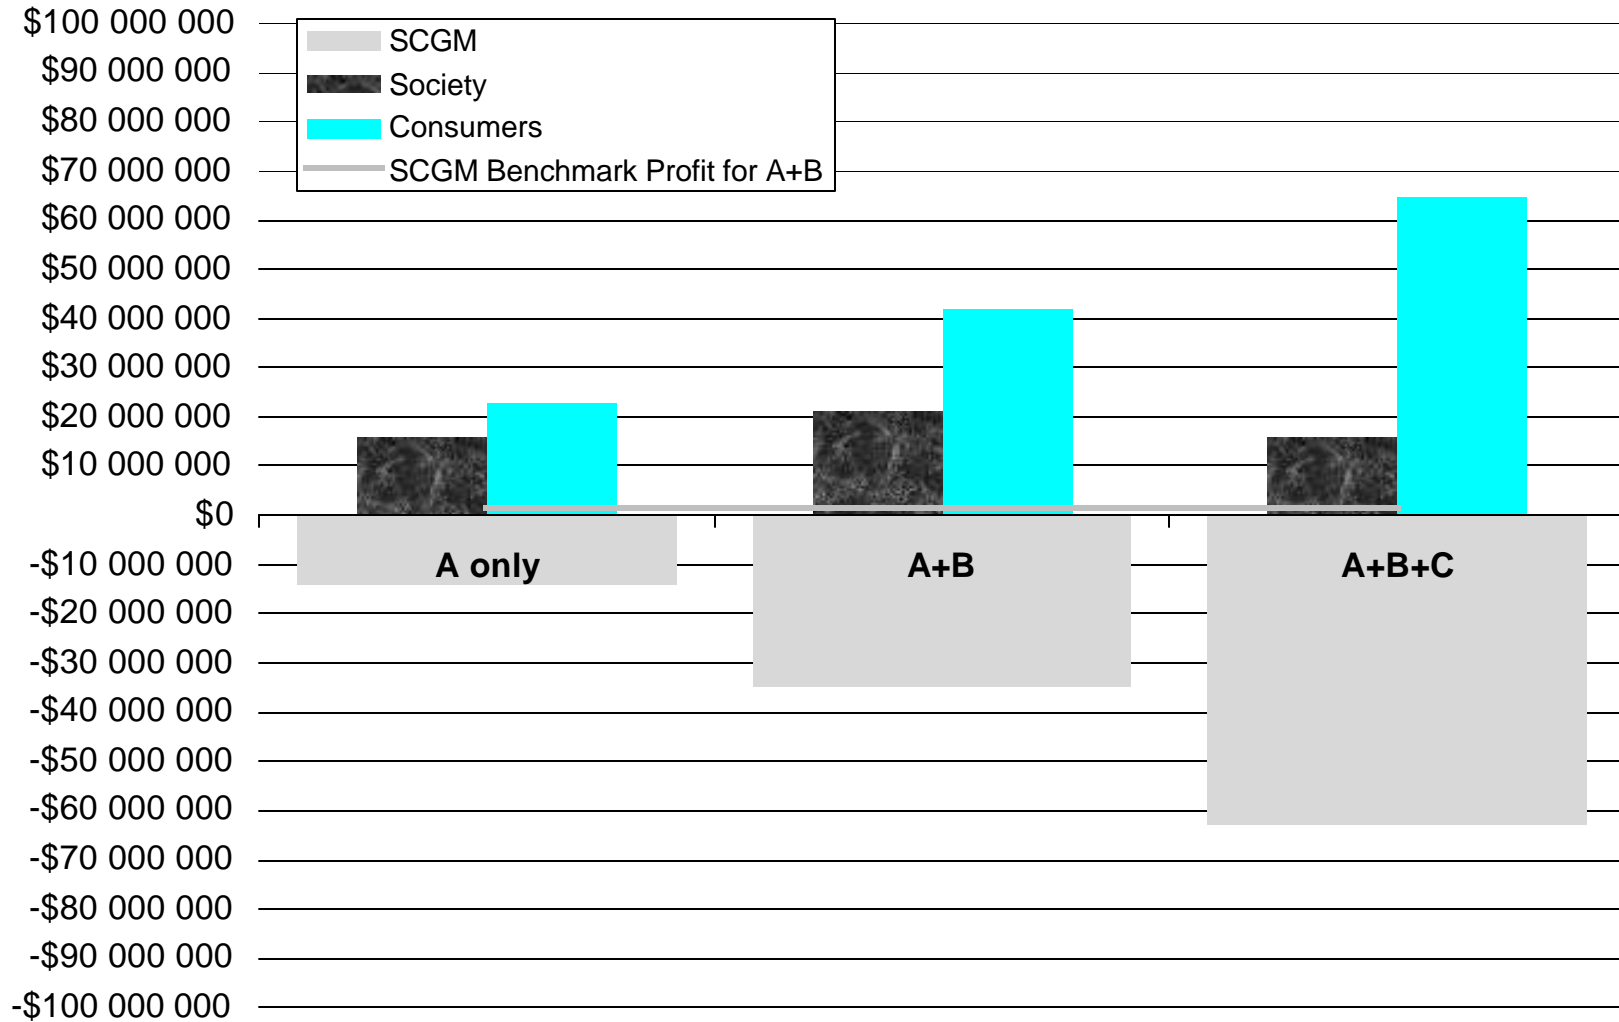 $100 000 000
$90 000 000
$80 000 000
$70 000 000
$60 000 000
$50 000 000
$40 000 000
$30 000 000
$20 000 000
$10 000 000
$0
-$10 000 000
-$20 000 000
-$30 000 000
-$40 000 000
-$50 000 000
-$60 000 000
-$70 000 000
-$80 000 000
-$90 000 000
-$100 000 000
SCGM
Society
Consumers
SCGM Benchmark Profit for A+B
A only
A+B
A+B+C